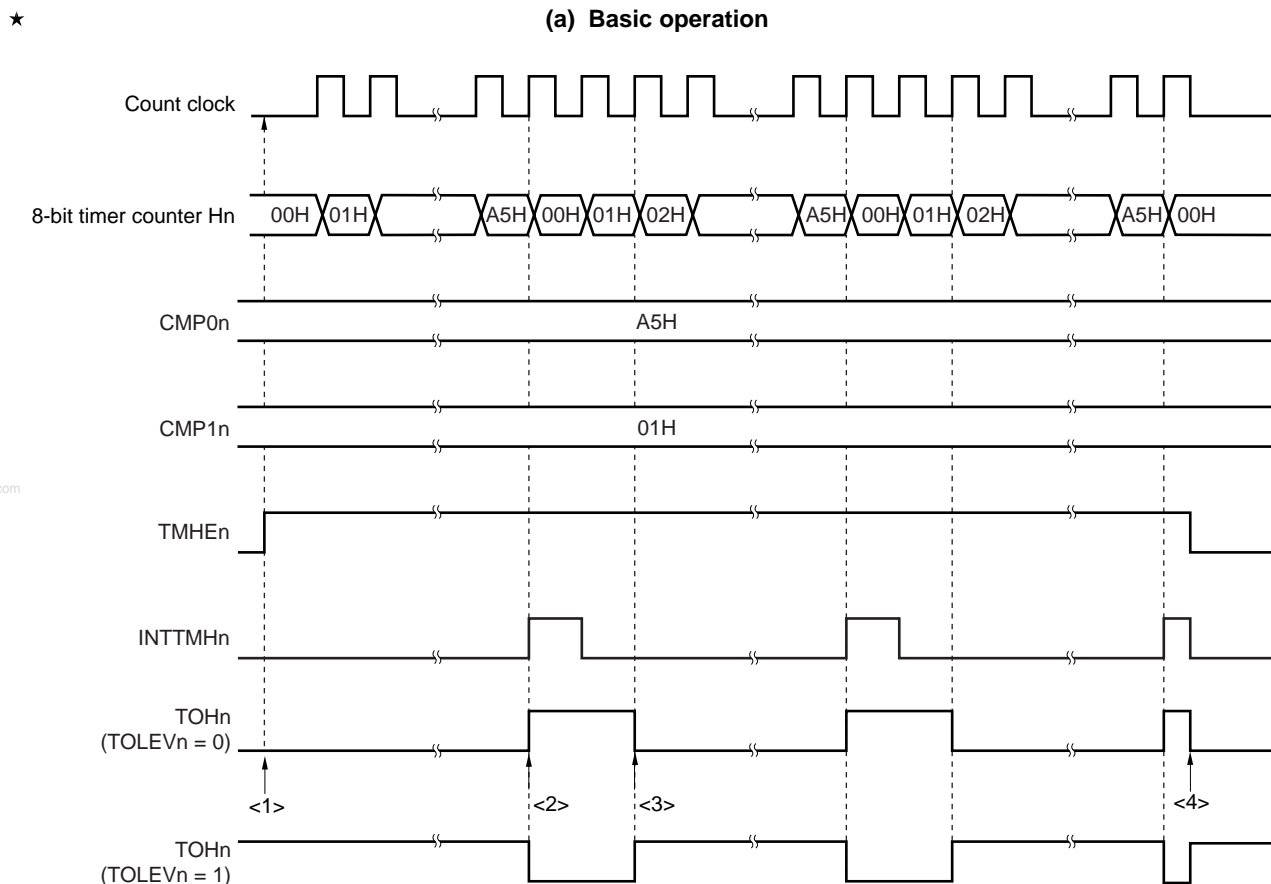 ★
(a) Basic operation
Count clock
8-bit timer counter Hn
00H 01H A5H 00H 01H 02H A5H 00H 01H 02H A5H 00H
CMP0n
A5H
CMP1n
01H
com
TMHEn
INTTMHn
TOHn
(TOLEVn = 0)
<1> <2> <3> <4>
TOHn
(TOLEVn = 1)